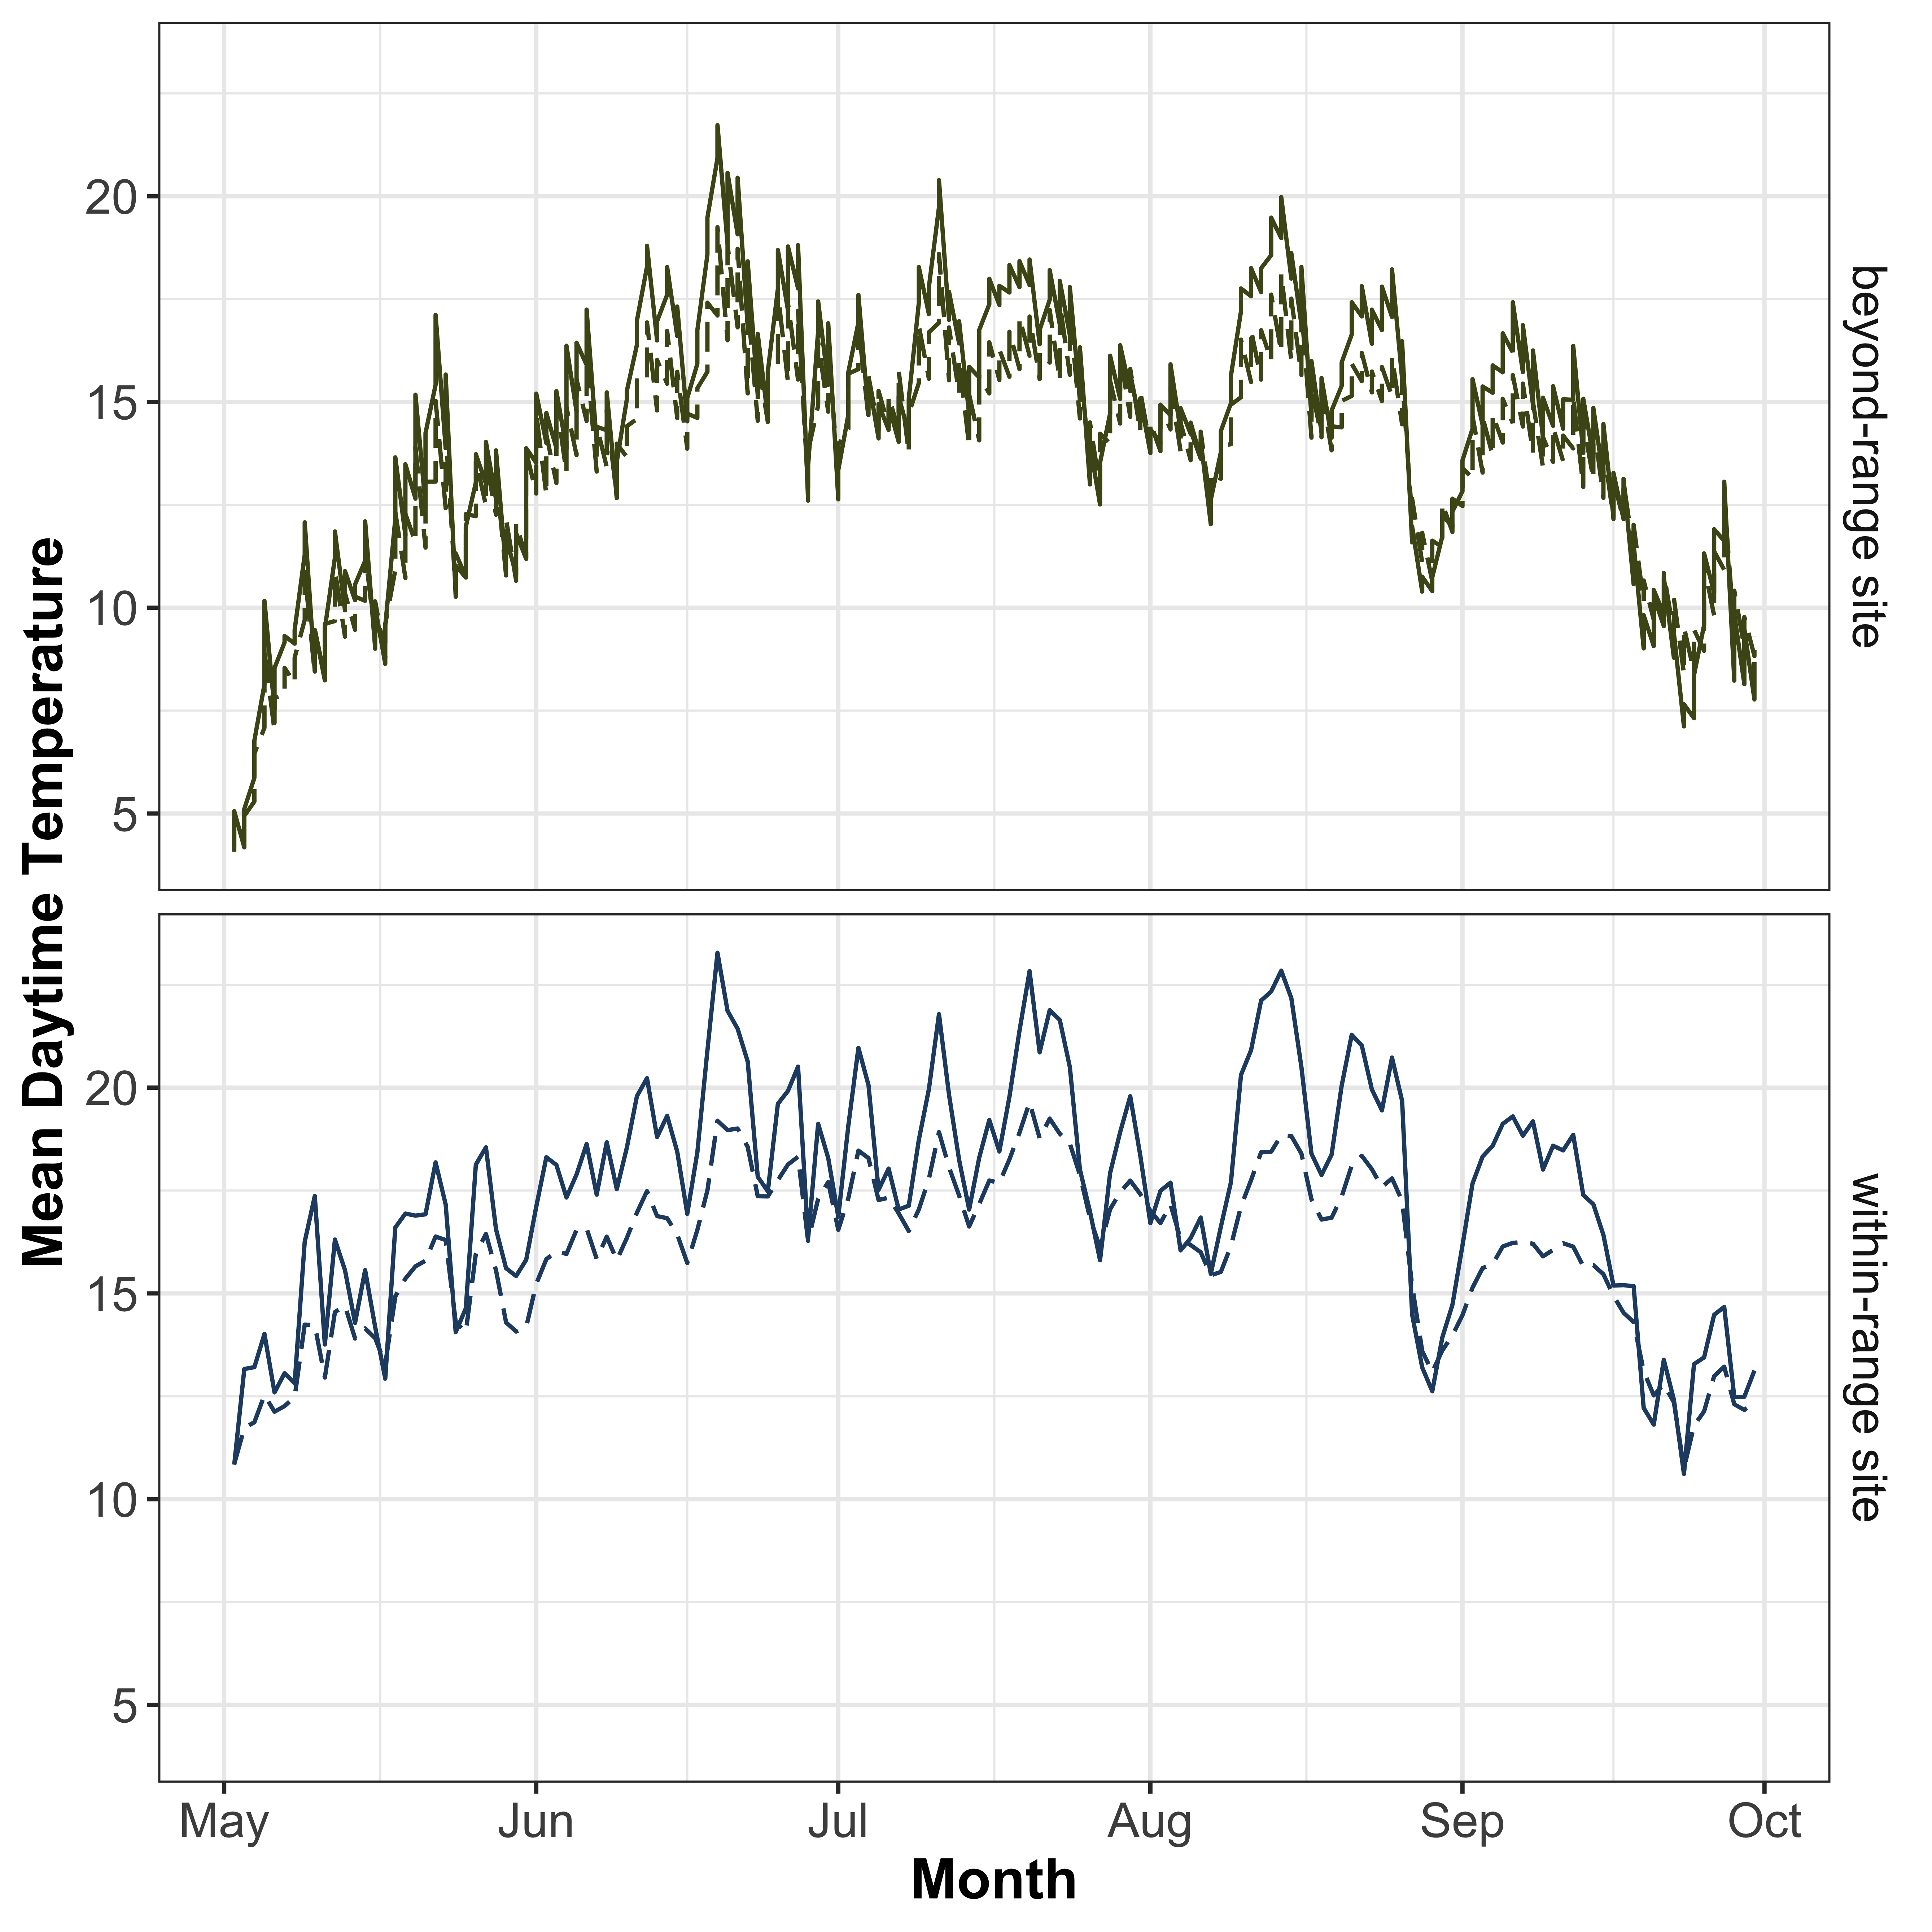 Mean Daytime Temperature
20
15
10
5
beyond-range site
20
15
10
5
within-range site
May
Jun
Jul
Aug
Sep
Oct
Month